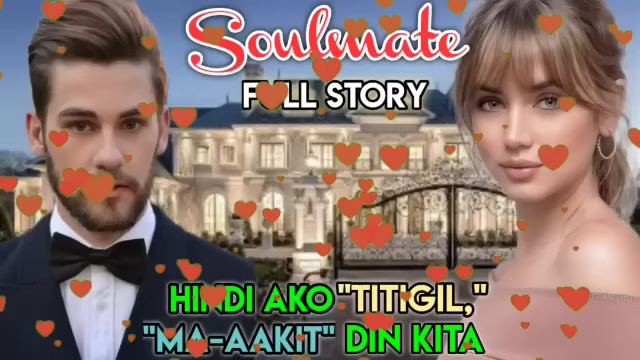 Soulmate
FULL STORY
HINDI AKO "TITIGIL,"
"MA-AAKIT" DIN KITA